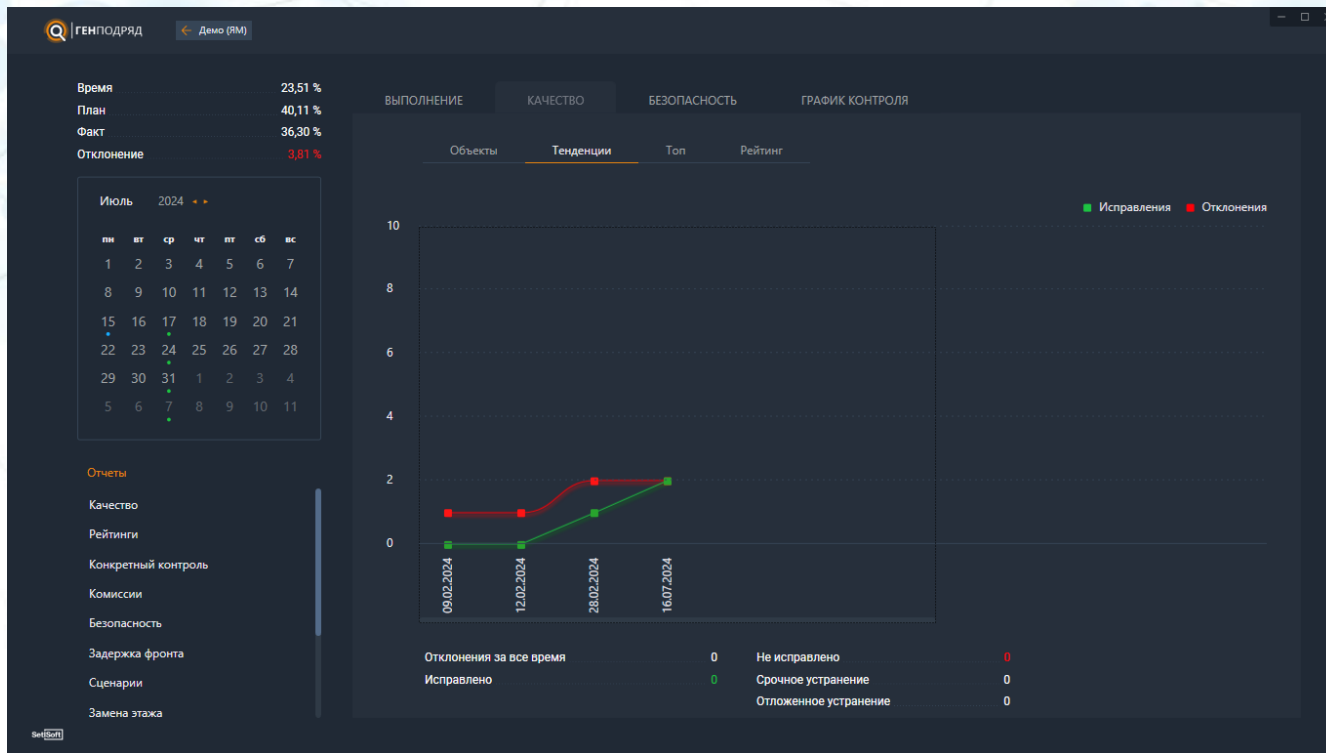 ГЕНПОДРЯД
Демо (ЯМ)
Время 23,51 %
План 40,11 %
Факт 36,30 %
Отклонение 3,81 %
Июль 2024
пн вт ср чт пт сб вс
1 2 3 4 5 6 7
8 9 10 11 12 13 14
15 16 17 18 19 20 21
22 23 24 25 26 27 28
29 30 31 1 2 3 4
5 6 7 8 9 10 11
Отчеты
Качество
Рейтинги
Конкретный контроль
Комиссии
Безопасность
Задержка фронта
Сценарии
Замена этажа
SetiSoft
ВЫПОЛНЕНИЕ КАЧЕСТВО БЕЗОПАСНОСТЬ ГРАФИК КОНТРОЛЯ
Объекты Тенденции Топ Рейтинг
Исправления Отклонения
10
8
6
4
2
0
09.02.2024 12.02.2024 28.02.2024 16.07.2024
Отклонения за все время 0
Исправлено 0
Не исправлено 0
Срочное устранение 0
Отложенное устранение 0